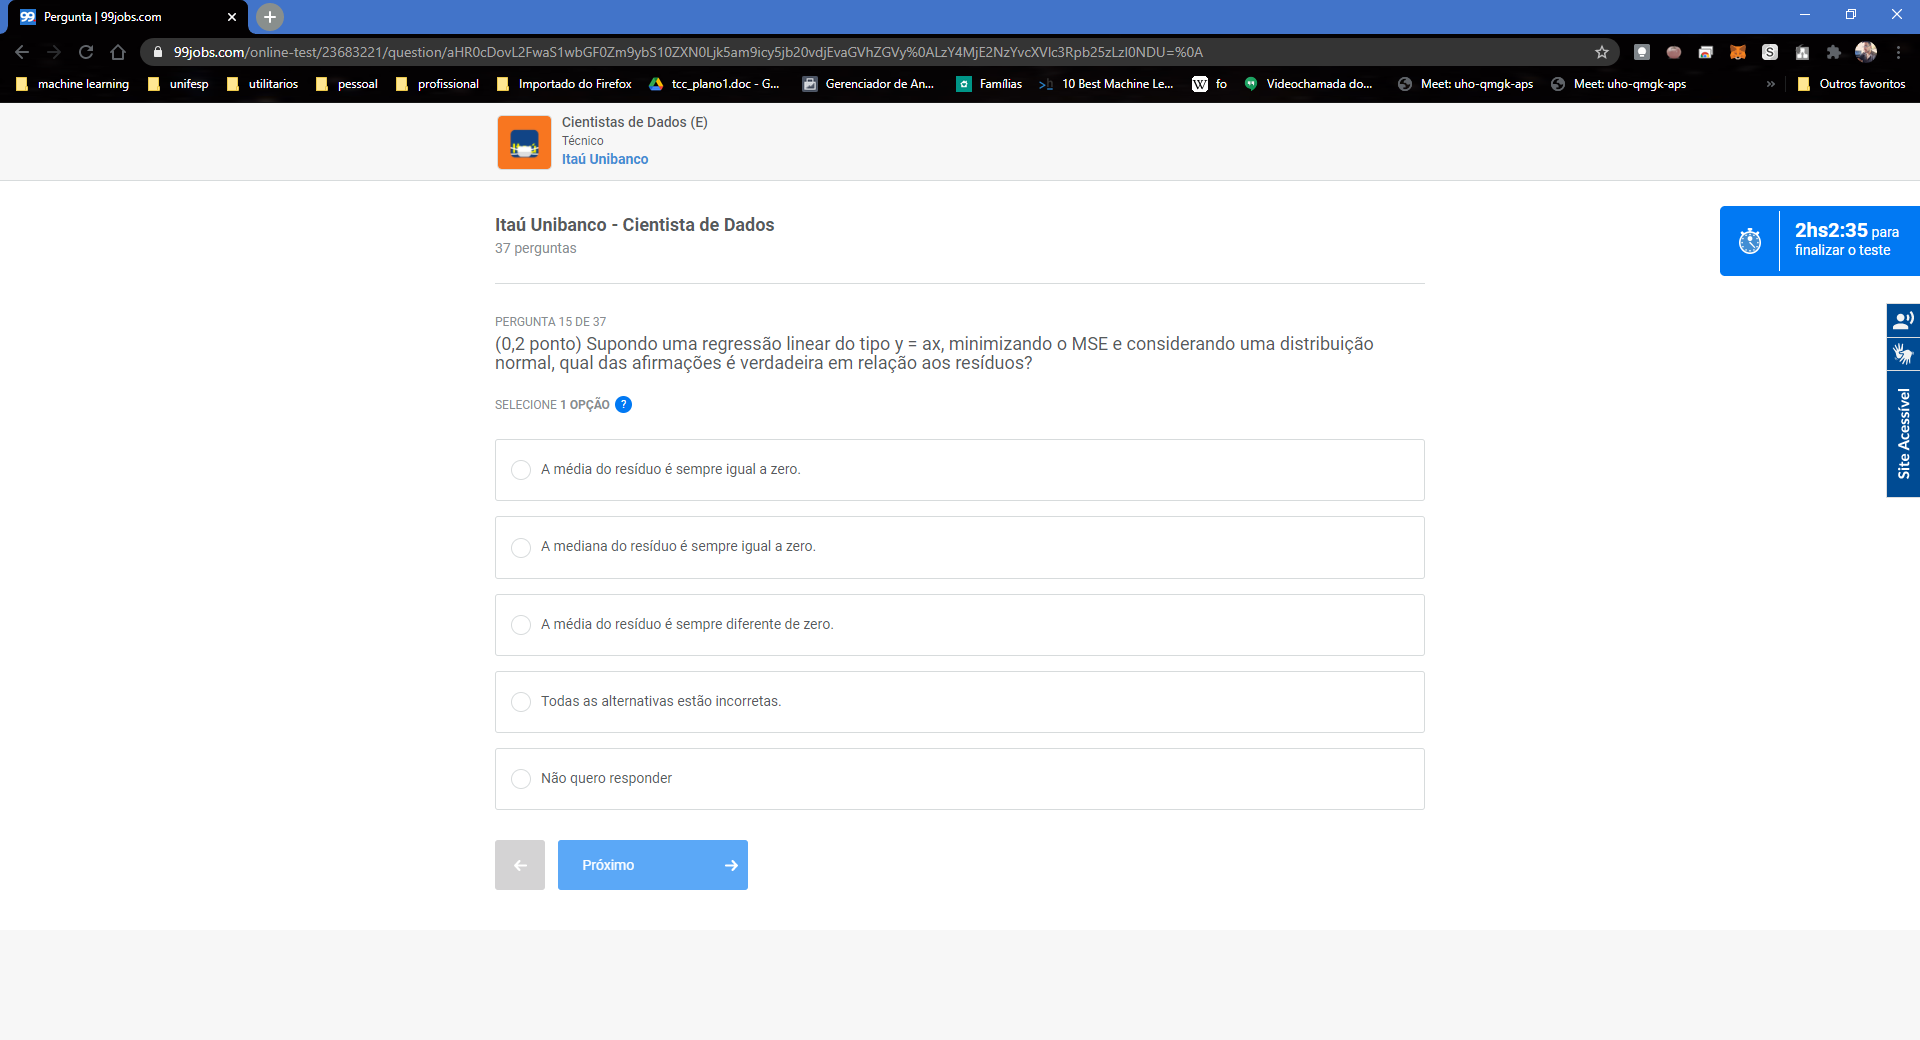 Pergunta | 99jobs.com
99jobs.com/online-test/23683221/question/aHR0cDovL2FwaS1wbGF0Zm9ybS10ZXN0Ljk5am9icy5jb20vdjEvaGVhZGVy%0ALzY4MjE2NzYvcXVlc3Rpb25zLzI0NDU=%0A
machine learning unifesp utilitarios pessoal profissional Importado do Firefox tcc_plano1.doc - G... Gerenciador de An... Famílias 10 Best Machine Le... W fo Videochamada do... Meet: uho-qmgk-aps Meet: uho-qmgk-aps » Outros favoritos
Cientistas de Dados (E)
Técnico
Itaú Unibanco
Itaú Unibanco - Cientista de Dados
37 perguntas
2hs2:35 para
finalizar o teste
PERGUNTA 15 DE 37
(0,2 ponto) Supondo uma regressão linear do tipo y = ax, minimizando o MSE e considerando uma distribuição
normal, qual das afirmações é verdadeira em relação aos resíduos?
SELECIONE 1 OPÇÃO ?
Site Acessível
A média do resíduo é sempre igual a zero.
A mediana do resíduo é sempre igual a zero.
A média do resíduo é sempre diferente de zero.
Todas as alternativas estão incorretas.
Não quero responder
Próximo